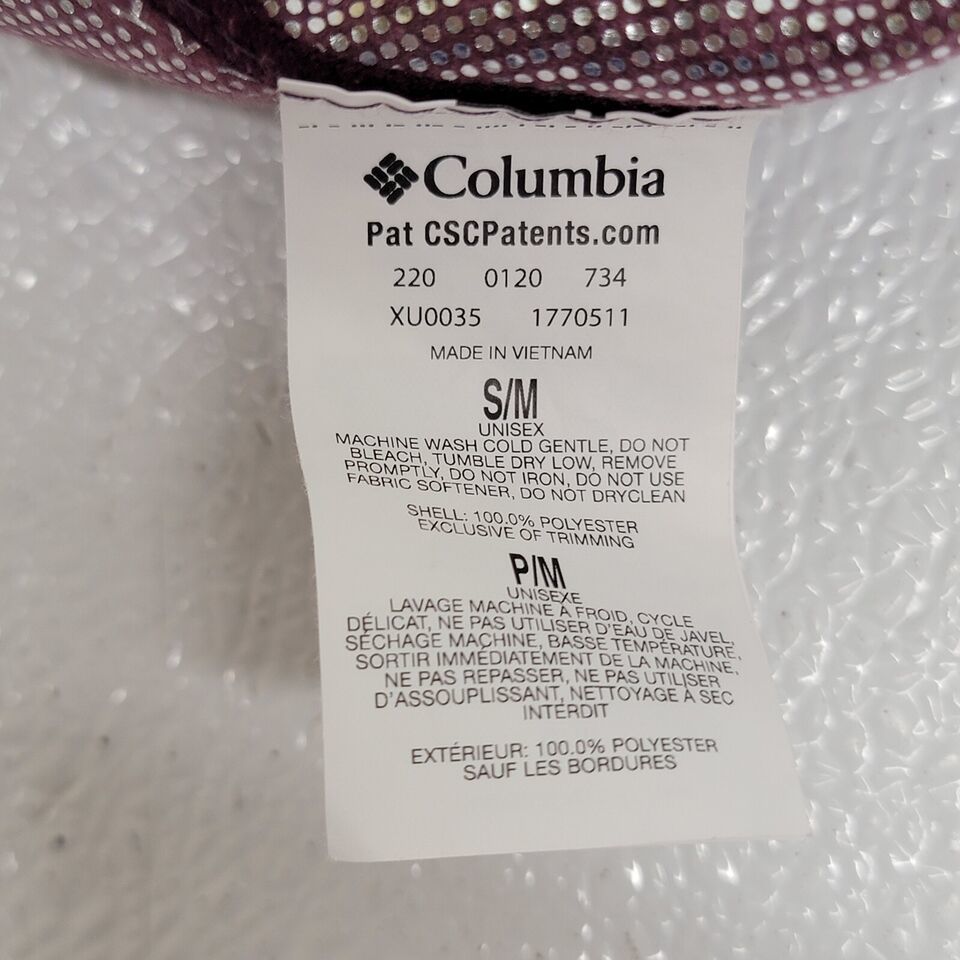 Columbia
Pat CSCPatents.com
220 0120 734
XU0035 1770511
MADE IN VIETNAM
S/M
UNISEX
MACHINE WASH COLD GENTLE, DO NOT
BLEACH, TUMBLE DRY LOW, REMOVE
PROMPTLY, DO NOT IRON, DO NOT USE
FABRIC SOFTENER, DO NOT DRYCLEAN
SHELL: 100.0% POLYESTER
EXCLUSIVE OF TRIMMING
P/M
UNISEXE
LAVAGE MACHINE À FROID, CYCLE
DÉLICAT, NE PAS UTILISER D'EAU DE JAVEL,
SÉCHAGE MACHINE, BASSE TEMPÉRATURE,
SORTIR IMMÉDIATEMENT DE LA MACHINE,
NE PAS REPASSER, NE PAS UTILISER
D'ASSOUPLISSANT, NETTOYAGE À SEC
INTERDIT
EXTÉRIEUR: 100.0% POLYESTER
SAUF LES BORDURES